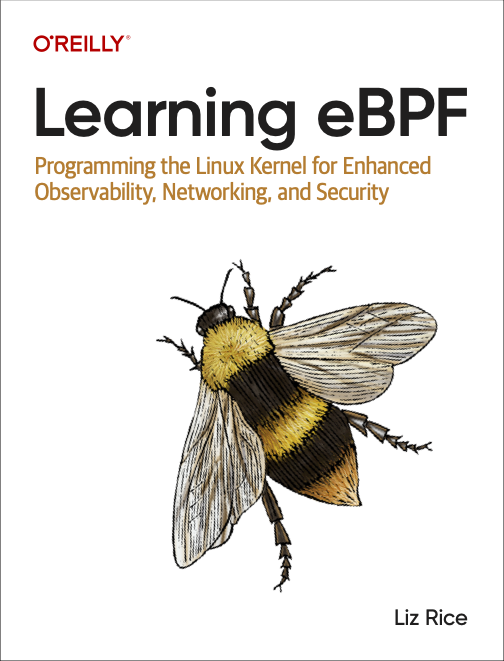 O'REILLY®
Learning eBPF
Programming the Linux Kernel for Enhanced
Observability, Networking, and Security
Liz Rice